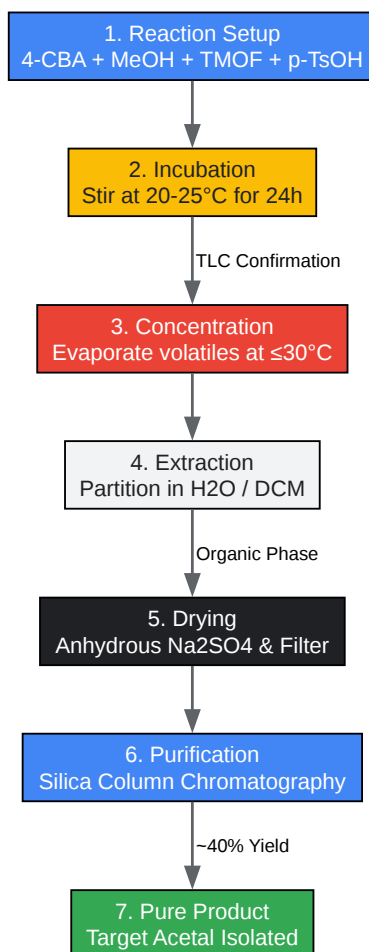 1. Reaction Setup
4-CBA + MeOH + TMOF + p-TsOH
2. Incubation
Stir at 20-25°C for 24h
TLC Confirmation
3. Concentration
Evaporate volatiles at ≤30°C
4. Extraction
Partition in H2O / DCM
Organic Phase
5. Drying
Anhydrous Na2SO4 & Filter
6. Purification
Silica Column Chromatography
~40% Yield
7. Pure Product
Target Acetal Isolated